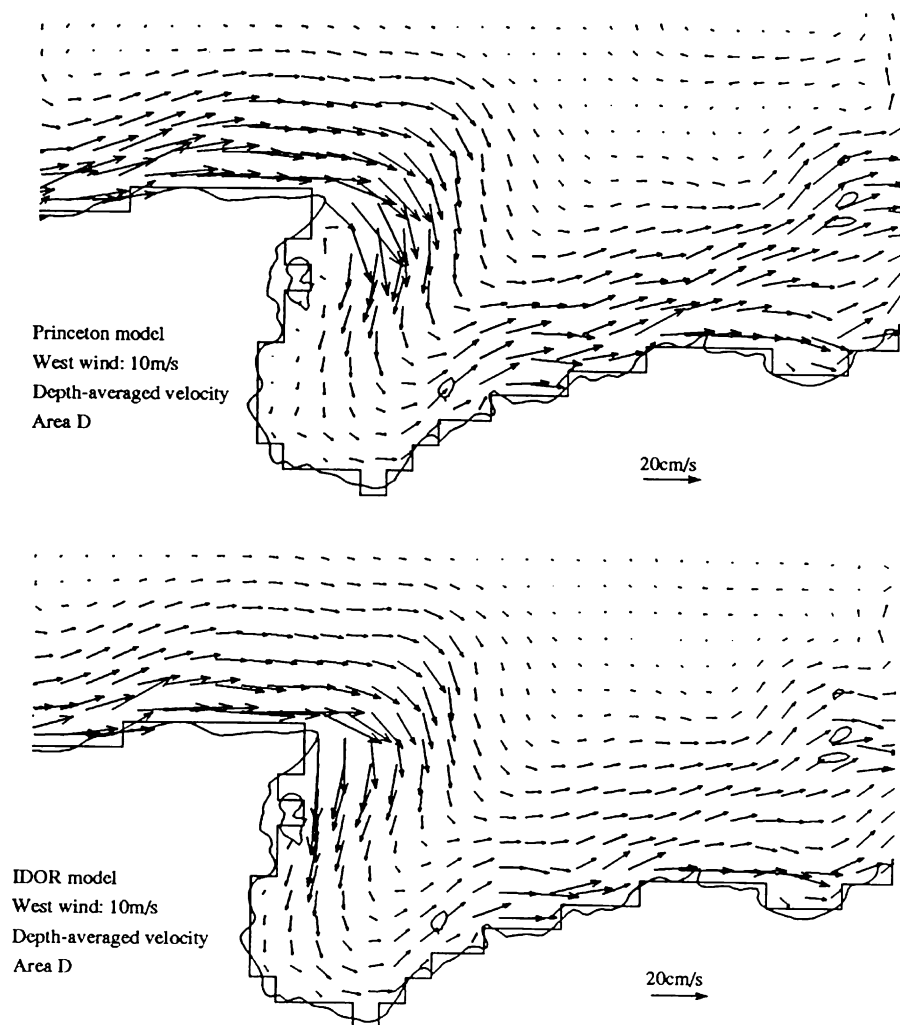 Princeton model
West wind: 10m/s
Depth-averaged velocity
Area D
20cm/s
IDOR model
West wind: 10m/s
Depth-averaged velocity
Area D
20cm/s